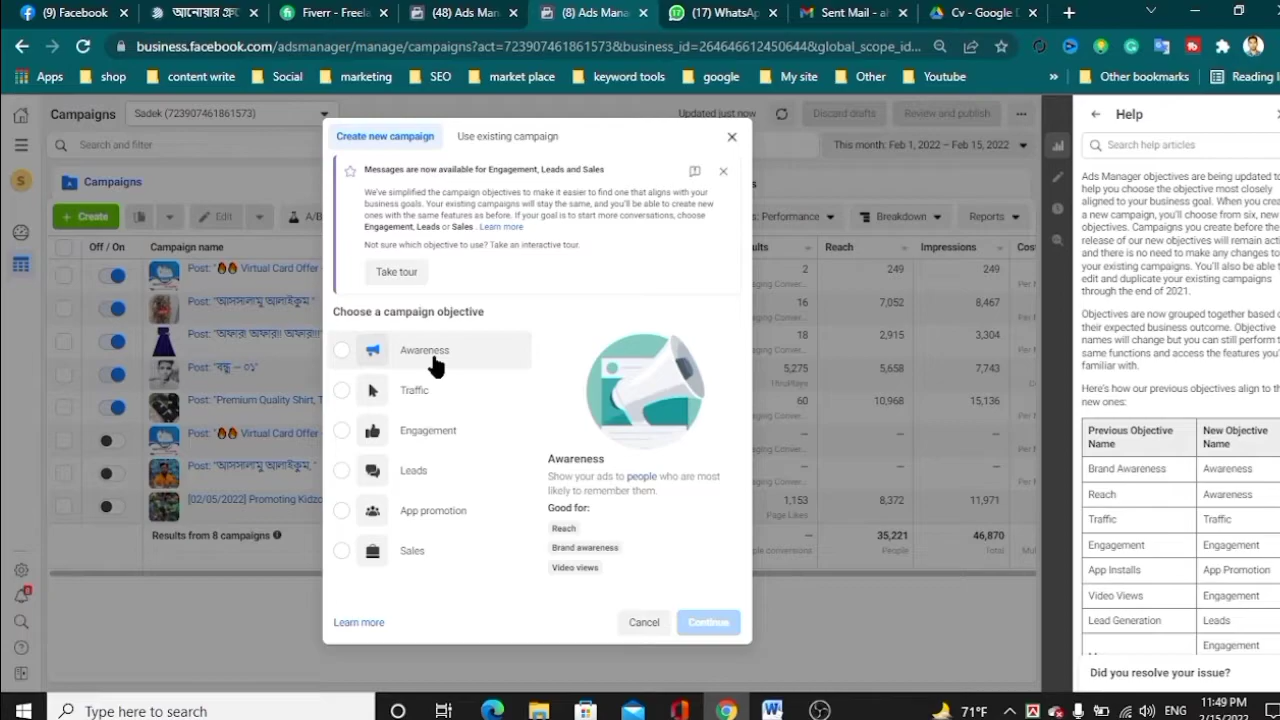 (9) Facebook
আনোয়ার
Fiverr - Freela
(48) Ads Man
(8) Ads Mana
(17) WhatsA
Sent Mail - a
Cv - Google D
business.facebook.com/adsmanager/manage/campaigns?act=723907461861573&business_id=264646612450644&global_scope_id...
Apps
shop
content write
Social
marketing
SEO
market place
keyword tools
google
My site
Other
Youtube
»
Other bookmarks
Reading li
Campaigns
Sadek (723907461861573)
Updated just now
Discard drafts
Review and publish
Help
Search and filter
This month: Feb 1, 2022 – Feb 15, 2022
Search help articles
Campaigns
+ Create
Edit
A/B
s: Performance
Breakdown
Reports
Off / On
Campaign name
ults
Reach
Impressions
Cost
Post: "🔥🔥 Virtual Card Offer
2
249
249
Post: "আসসালামু আলাইকুম "
16
7,052
8,467
Post: "অফার! অফার!! অফার!!!
18
2,915
3,304
Post: "বন্ধু – ০১"
5,275
5,658
7,743
ThruPlays
Post: "Premium Quality Shirt, T
60
10,968
15,136
Post: "🔥🔥 Virtual Card Offer
—
—
—
Post: "আসসালামু আলাইকুম, "
—
—
—
[02/05/2022] Promoting Kidzo
1,153
8,372
11,971
Page Likes
Results from 8 campaigns
—
35,221
46,870
People
Total
Create new campaign
Use existing campaign
Messages are now available for Engagement, Leads and Sales
We've simplified the campaign objectives to make it easier to find one that aligns with your
business goals. Your existing campaigns will stay the same, and you'll be able to create new
ones with the same features as before. If your goal is to start more conversations, choose
Engagement, Leads or Sales . Learn more
Not sure which objective to use? Take an interactive tour.
Take tour
Choose a campaign objective
Awareness
Traffic
Engagement
Leads
App promotion
Sales
Awareness
Show your ads to people who are most
likely to remember them.
Good for:
Reach
Brand awareness
Video views
Learn more
Cancel
Continue
Ads Manager objectives are being updated to
help you choose the objective most closely
aligned to your business goal. When you crea
a new campaign, you'll choose from six, new
objectives. Campaigns you create before the
release of our new objectives will remain acti
and there is no need to make any changes to
your existing campaigns. You'll also be able t
edit and duplicate your existing campaigns
through the end of 2021.
Objectives are now grouped together based o
their expected business outcome. Objective
names will change but you can still perform t
same functions and access the features you'
familiar with.
Here's how our previous objectives align to th
new ones:
Previous Objective Name
New Objective Name
Brand Awareness
Awareness
Reach
Awareness
Traffic
Traffic
Engagement
Engagement
App Installs
App Promotion
Video Views
Engagement
Lead Generation
Leads
Engagement
Did you resolve your issue?
Type here to search
71°F
ENG
11:49 PM
2/15/2022